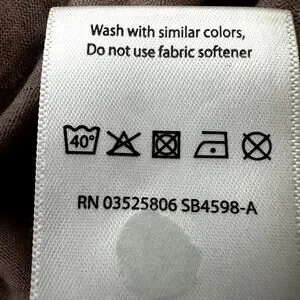 Wash with similar colors,
Do not use fabric softener
40°
RN 03525806 SB4598-A